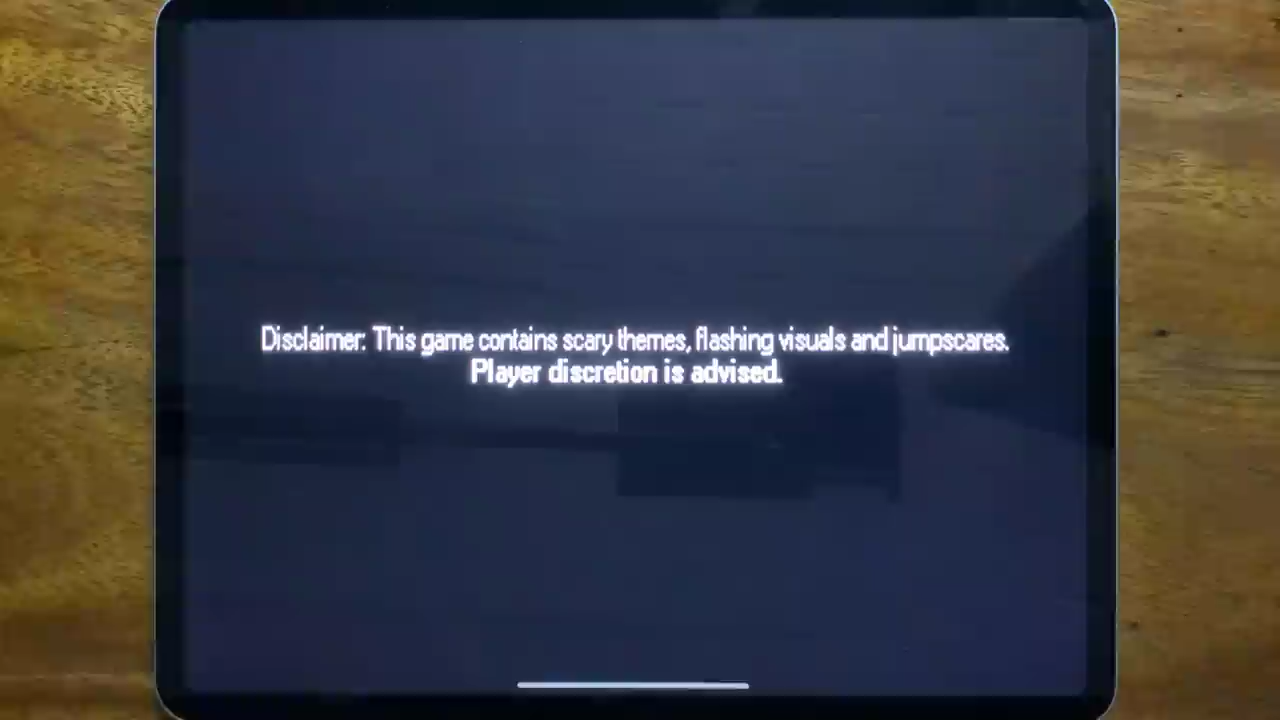 Disclaimer: This game contains scary themes, flashing visuals and jumpscares.
Player discretion is advised.